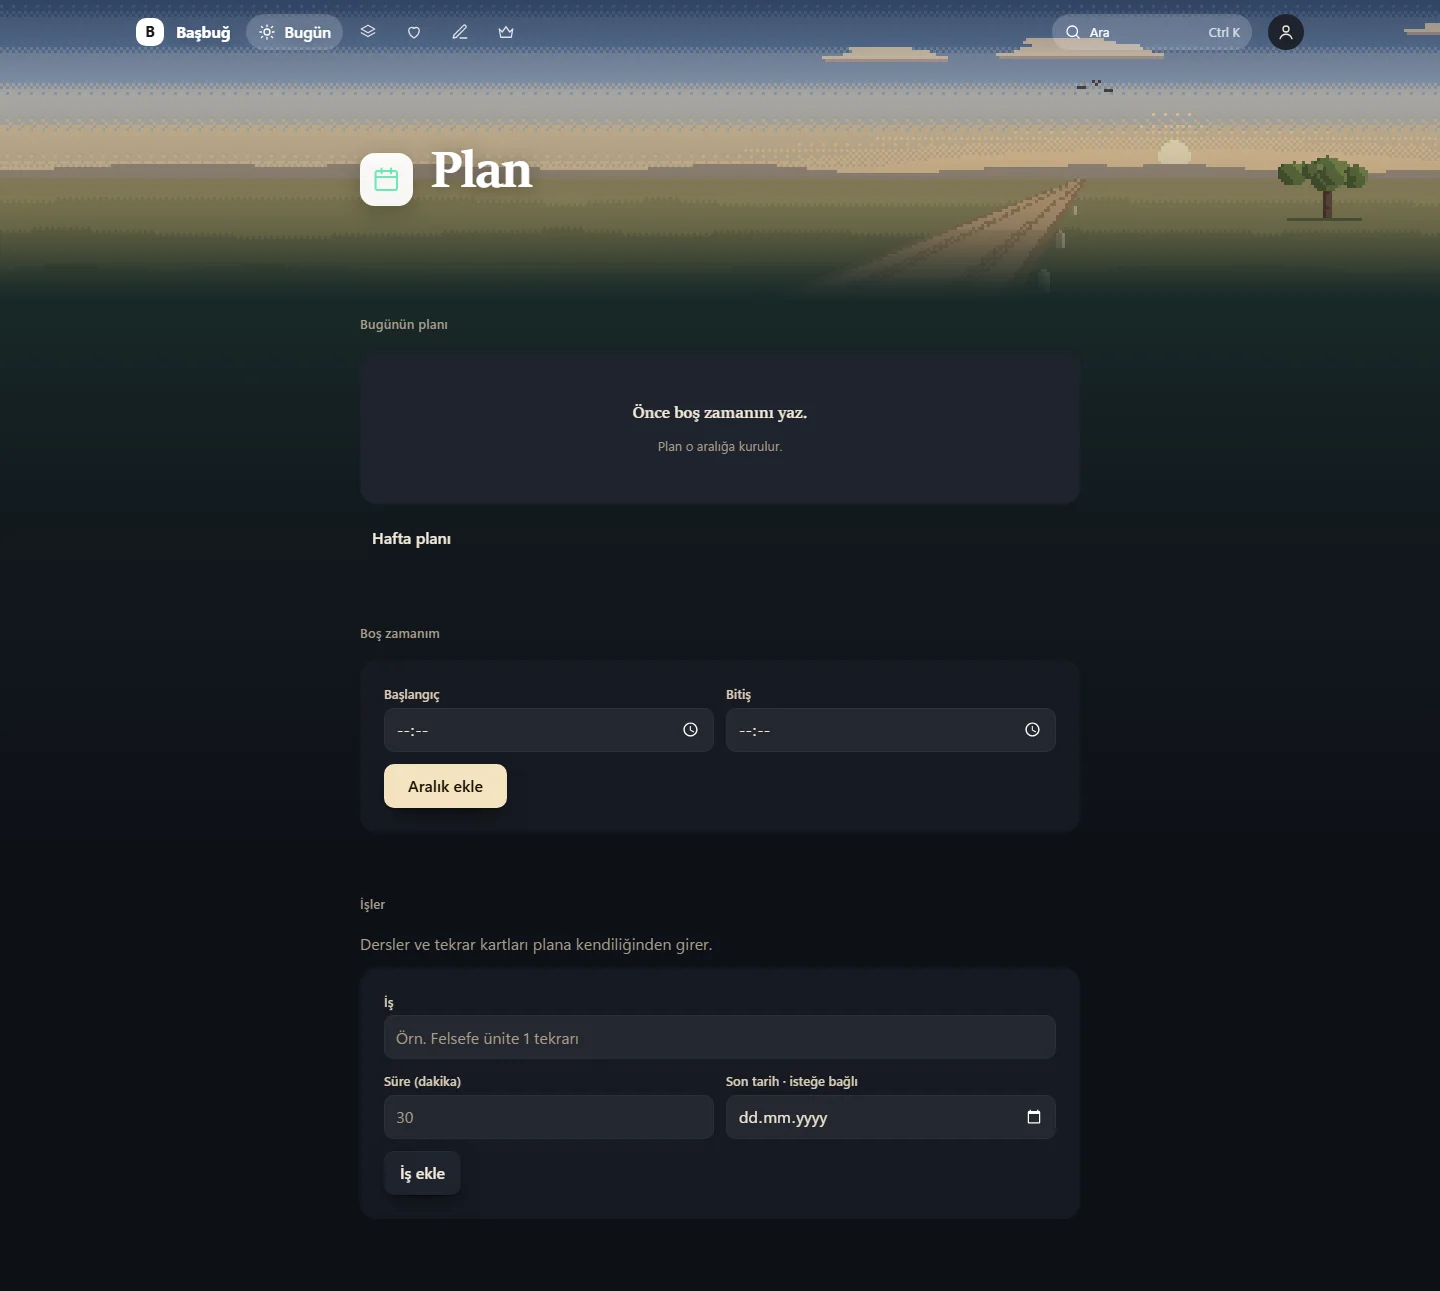 B Başbuğ Bugün Ara Ctrl K
Plan
Bugünün planı
Önce boş zamanını yaz.
Plan o aralığa kurulur.
Hafta planı
Boş zamanım
Başlangıç Bitiş
--:-- --:--
Aralık ekle
İşler
Dersler ve tekrar kartları plana kendiliğinden girer.
İş
Örn. Felsefe ünite 1 tekrarı
Süre (dakika) Son tarih · isteğe bağlı
30 dd.mm.yyyy
İş ekle